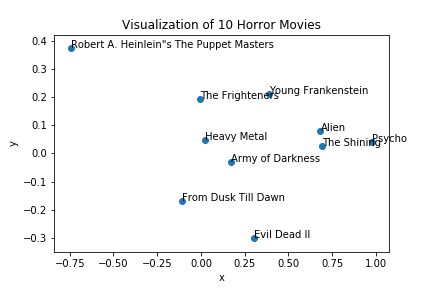 Visualization of 10 Horror Movies
0.4
Robert A. Heinlein"s The Puppet Masters
0.3
Young Frankenstein
0.2
The Frighteners
0.1
Alien
Psycho
Heavy Metal
The Shining
y
0.0
Army of Darkness
−0.1
From Dusk Till Dawn
−0.2
Evil Dead II
−0.3
−0.75 −0.50 −0.25 0.00 0.25 0.50 0.75 1.00
x